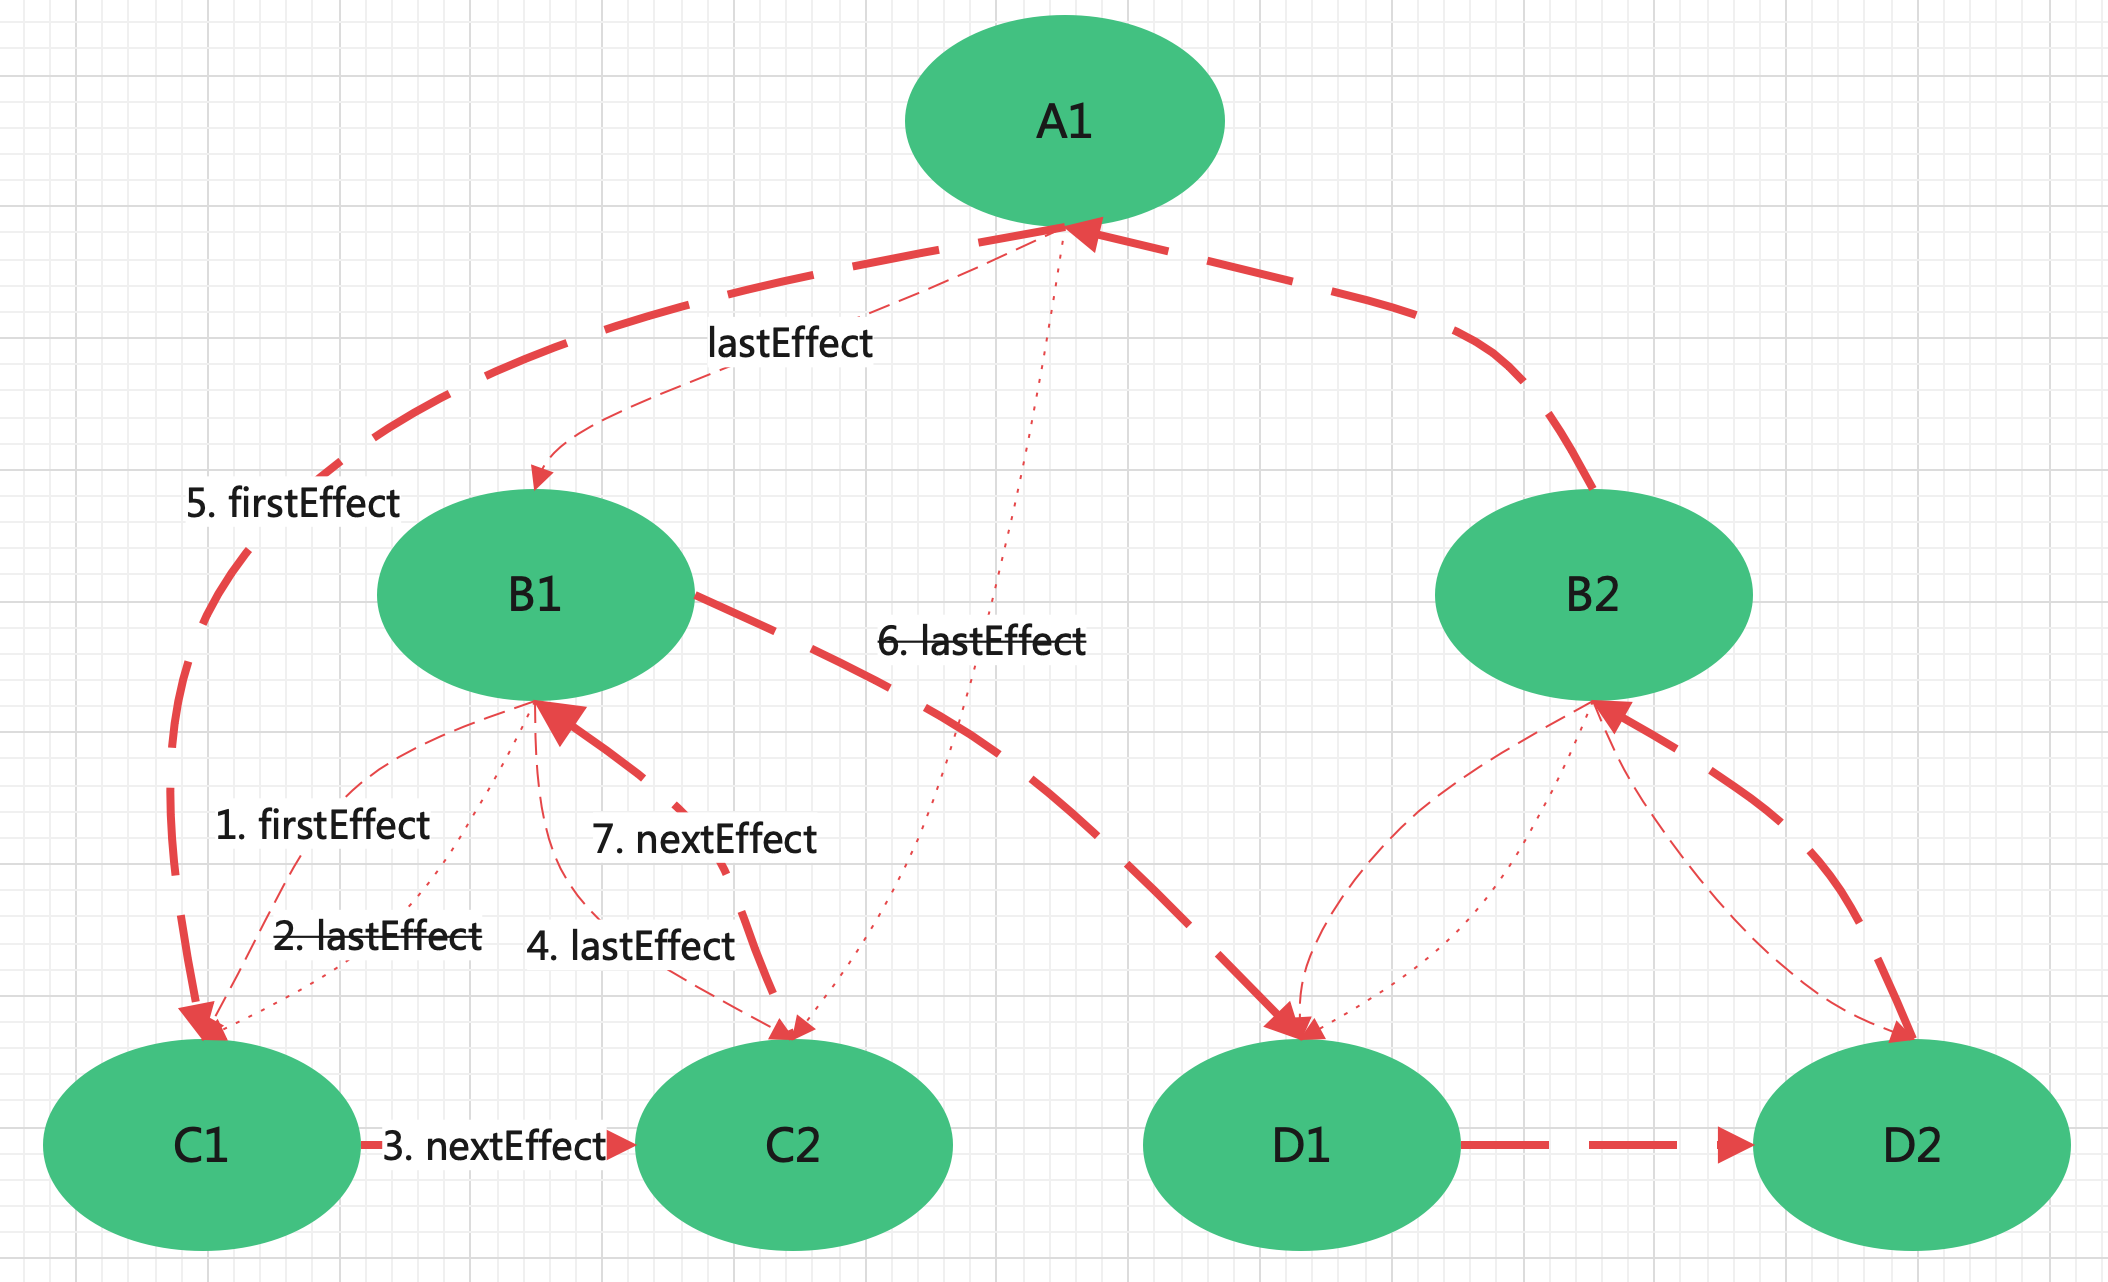 A1
lastEffect
5. firstEffect
B1
B2
6. lastEffect
1. firstEffect
7. nextEffect
2. lastEffect
4. lastEffect
C1
3. nextEffect
C2
D1
D2